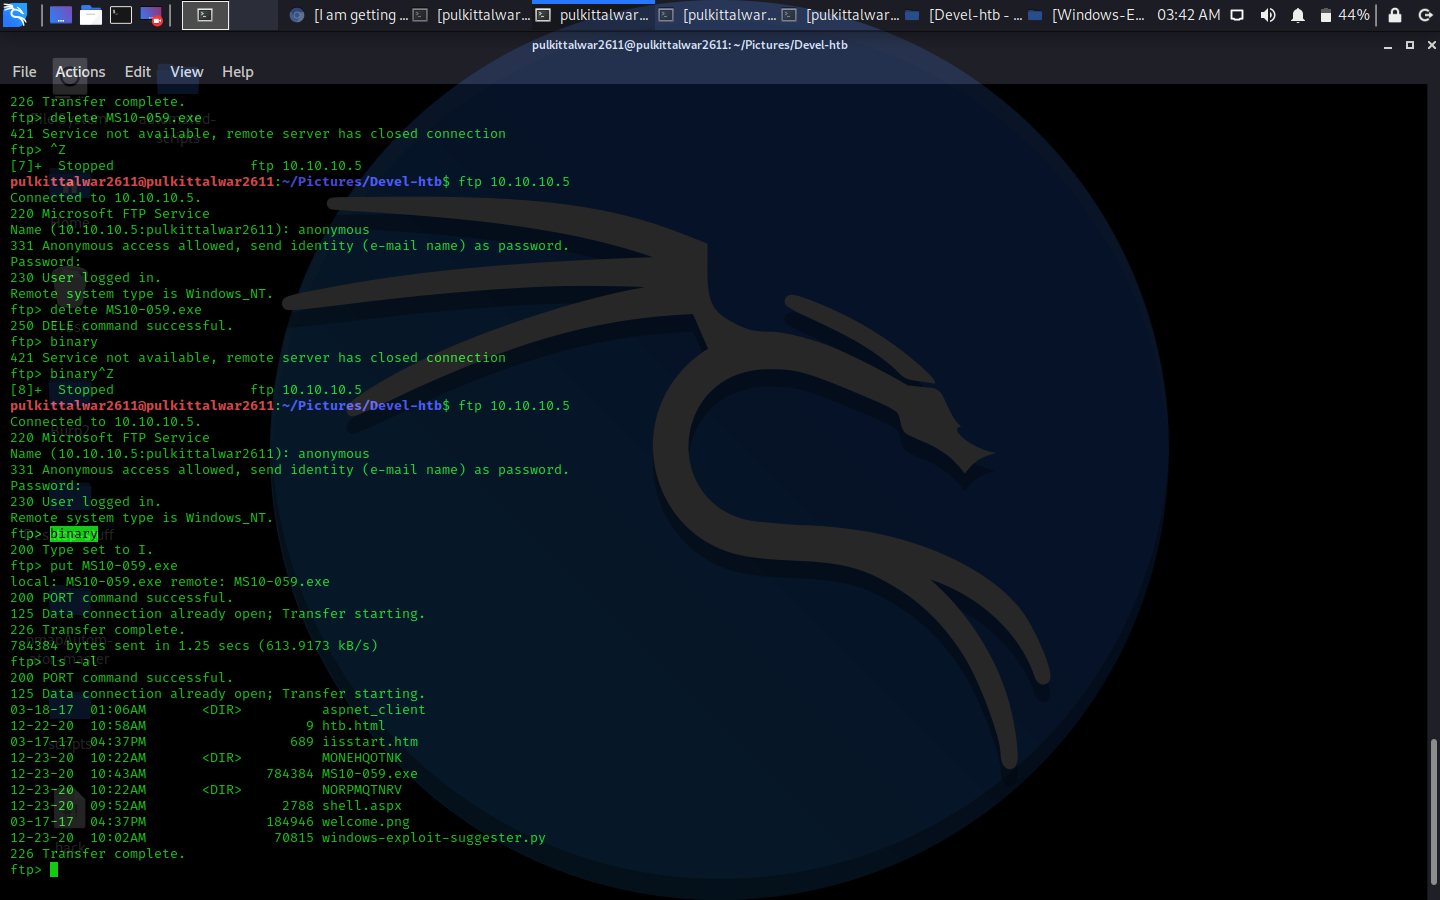 [I am getting ...
[pulkittalwar...
pulkittalwar...
[pulkittalwar...
[pulkittalwar...
[Devel-htb - ...
[Windows-E...
03:42 AM
44%
pulkittalwar2611@pulkittalwar2611: ~/Pictures/Devel-htb
File Actions Edit View Help
226 Transfer complete.
ftp> delete MS10-059.exe
421 Service not available, remote server has closed connection
ftp> ^Z
[7]+  Stopped                 ftp 10.10.10.5
pulkittalwar2611@pulkittalwar2611:~/Pictures/Devel-htb$ ftp 10.10.10.5
Connected to 10.10.10.5.
220 Microsoft FTP Service
Name (10.10.10.5:pulkittalwar2611): anonymous
331 Anonymous access allowed, send identity (e-mail name) as password.
Password:
230 User logged in.
Remote system type is Windows_NT.
ftp> delete MS10-059.exe
250 DELE command successful.
ftp> binary
421 Service not available, remote server has closed connection
ftp> binary^Z
[8]+  Stopped                 ftp 10.10.10.5
pulkittalwar2611@pulkittalwar2611:~/Pictures/Devel-htb$ ftp 10.10.10.5
Connected to 10.10.10.5.
220 Microsoft FTP Service
Name (10.10.10.5:pulkittalwar2611): anonymous
331 Anonymous access allowed, send identity (e-mail name) as password.
Password:
230 User logged in.
Remote system type is Windows_NT.
ftp> binary
200 Type set to I.
ftp> put MS10-059.exe
local: MS10-059.exe remote: MS10-059.exe
200 PORT command successful.
125 Data connection already open; Transfer starting.
226 Transfer complete.
784384 bytes sent in 1.25 secs (613.9173 kB/s)
ftp> ls -al
200 PORT command successful.
125 Data connection already open; Transfer starting.
03-18-17  01:06AM       <DIR>          aspnet_client
12-22-20  10:58AM                    9 htb.html
03-17-17  04:37PM                  689 iisstart.htm
12-23-20  10:22AM       <DIR>          MONEHQOTNK
12-23-20  10:43AM               784384 MS10-059.exe
12-23-20  10:22AM       <DIR>          NORPMQTNRV
12-23-20  09:52AM                 2788 shell.aspx
03-17-17  04:37PM               184946 welcome.png
12-23-20  10:02AM                70815 windows-exploit-suggester.py
226 Transfer complete.
ftp>